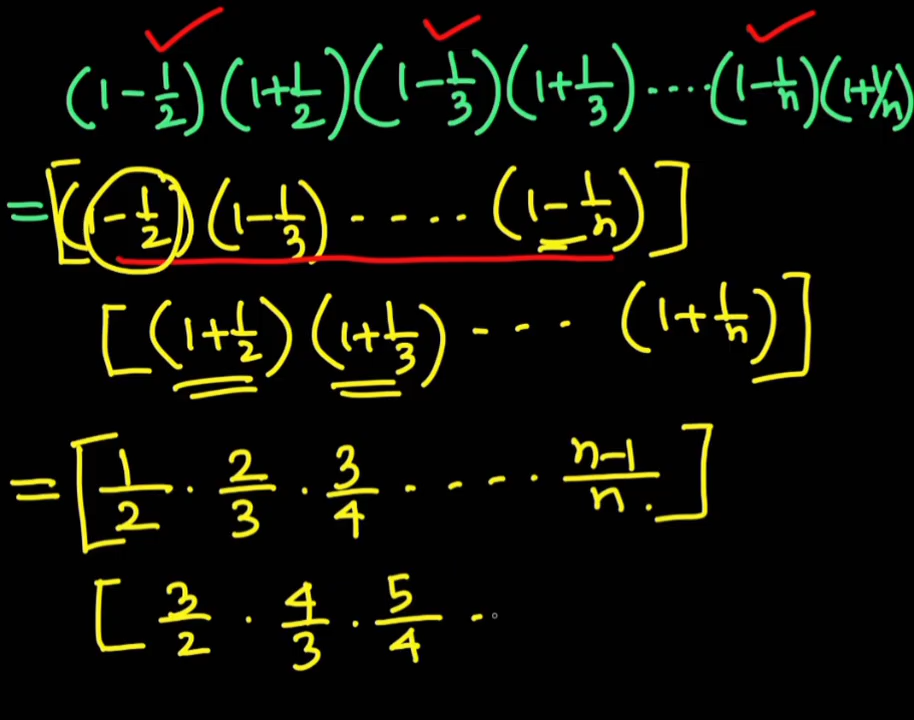 (1-1/2)(1+1/2)(1-1/3)(1+1/3)....(1-1/n)(1+1/n)
=[(1-1/2)(1-1/3).....(1-1/n)]
[(1+1/2)(1+1/3)...(1+1/n)]
=[1/2 . 2/3 . 3/4 ..... n-1/n.]
[3/2 . 4/3 . 5/4 -